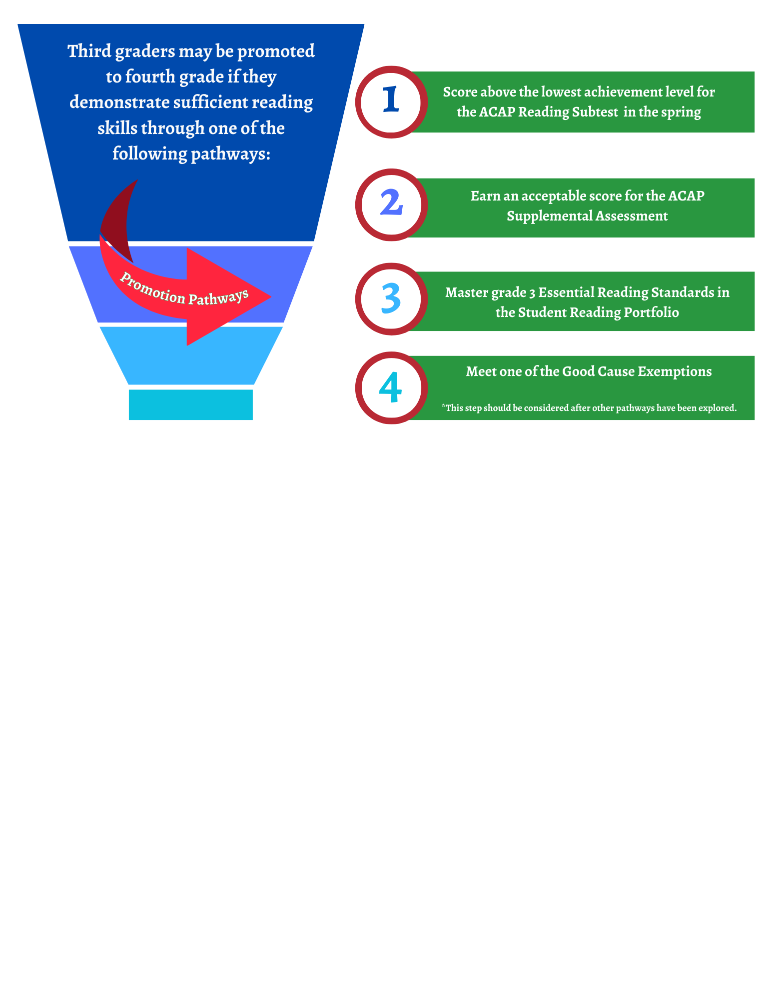 Third graders may be promoted
to fourth grade if they
demonstrate sufficient reading
skills through one of the
following pathways:
Promotion Pathways
1
Score above the lowest achievement level for
the ACAP Reading Subtest  in the spring
2
Earn an acceptable score for the ACAP
Supplemental Assessment
3
Master grade 3 Essential Reading Standards in
the Student Reading Portfolio
4
Meet one of the Good Cause Exemptions
*This step should be considered after other pathways have been explored.